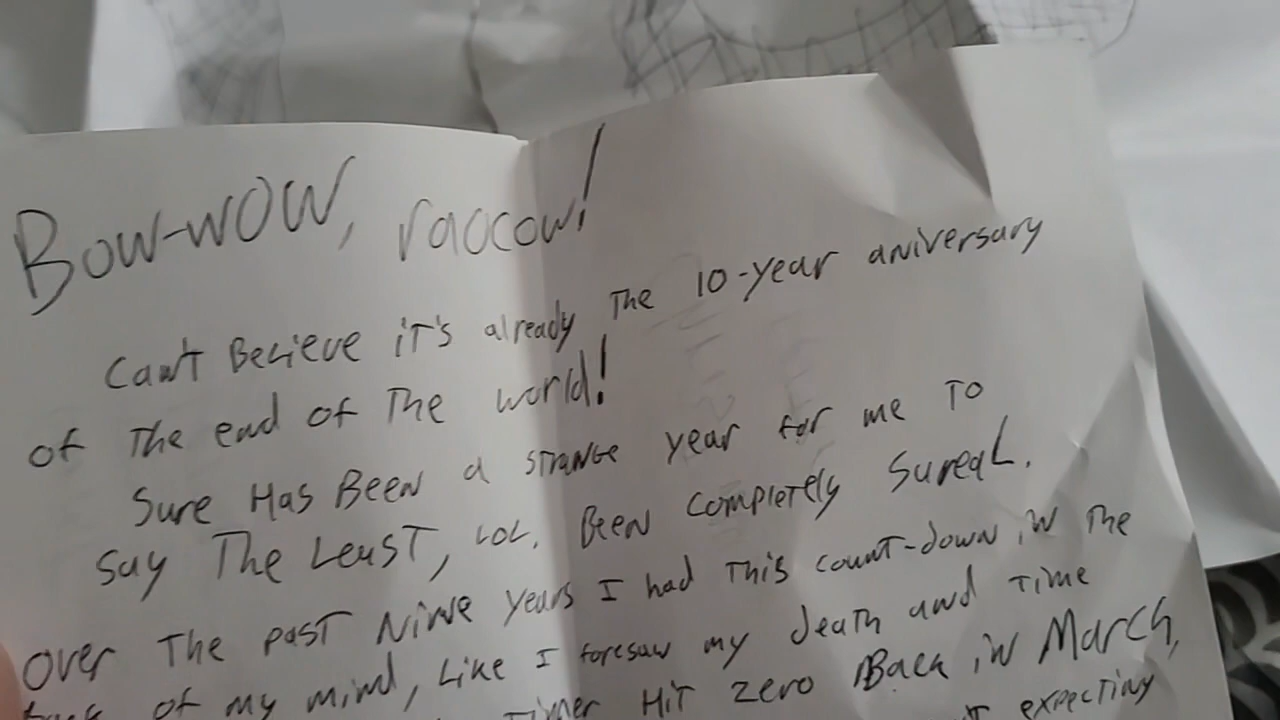 Bow-wow, raccow!
Can't Believe it's already The 10-year aniversary
of The end of The world!
Sure Has Been a strange year for me To
say The Least, LOL. Been completely sureal.
Over The past Nine years I had This count-down in The
of my mind, Like I foresaw my death and Time
Timer Hit zero Back in March,
expecting